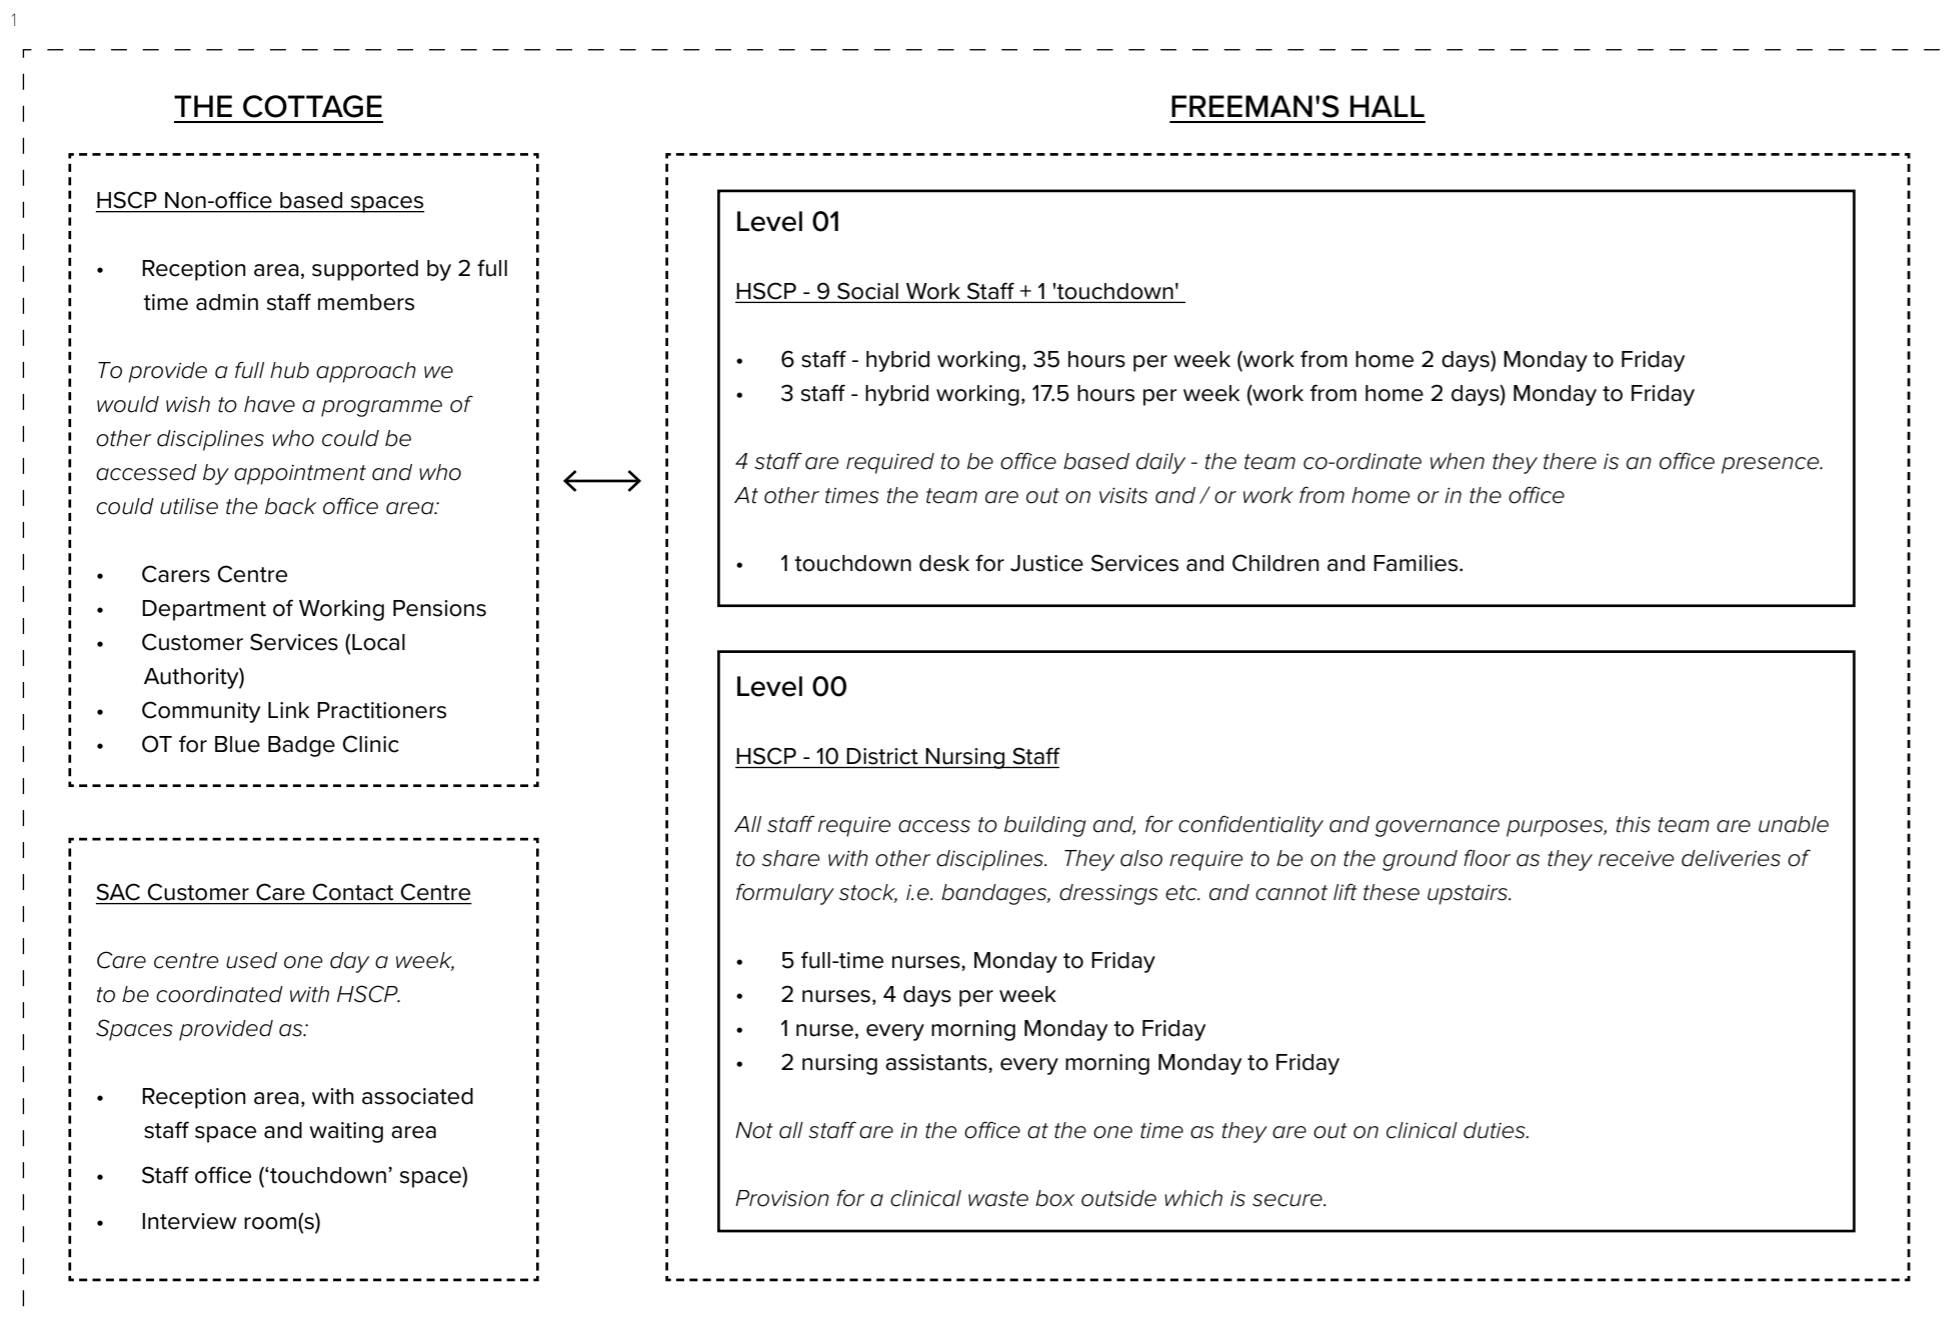 1
THE COTTAGE
HSCP Non-office based spaces
• Reception area, supported by 2 full
time admin staff members
To provide a full hub approach we
would wish to have a programme of
other disciplines who could be
accessed by appointment and who
could utilise the back office area:
• Carers Centre
• Department of Working Pensions
• Customer Services (Local
Authority)
• Community Link Practitioners
• OT for Blue Badge Clinic
SAC Customer Care Contact Centre
Care centre used one day a week,
to be coordinated with HSCP.
Spaces provided as:
• Reception area, with associated
staff space and waiting area
• Staff office (‘touchdown’ space)
• Interview room(s)
FREEMAN'S HALL
Level 01
HSCP - 9 Social Work Staff + 1 'touchdown'
• 6 staff - hybrid working, 35 hours per week (work from home 2 days) Monday to Friday
• 3 staff - hybrid working, 17.5 hours per week (work from home 2 days) Monday to Friday
4 staff are required to be office based daily - the team co-ordinate when they there is an office presence.
At other times the team are out on visits and / or work from home or in the office
• 1 touchdown desk for Justice Services and Children and Families.
Level 00
HSCP - 10 District Nursing Staff
All staff require access to building and, for confidentiality and governance purposes, this team are unable
to share with other disciplines. They also require to be on the ground floor as they receive deliveries of
formulary stock, i.e. bandages, dressings etc. and cannot lift these upstairs.
• 5 full-time nurses, Monday to Friday
• 2 nurses, 4 days per week
• 1 nurse, every morning Monday to Friday
• 2 nursing assistants, every morning Monday to Friday
Not all staff are in the office at the one time as they are out on clinical duties.
Provision for a clinical waste box outside which is secure.